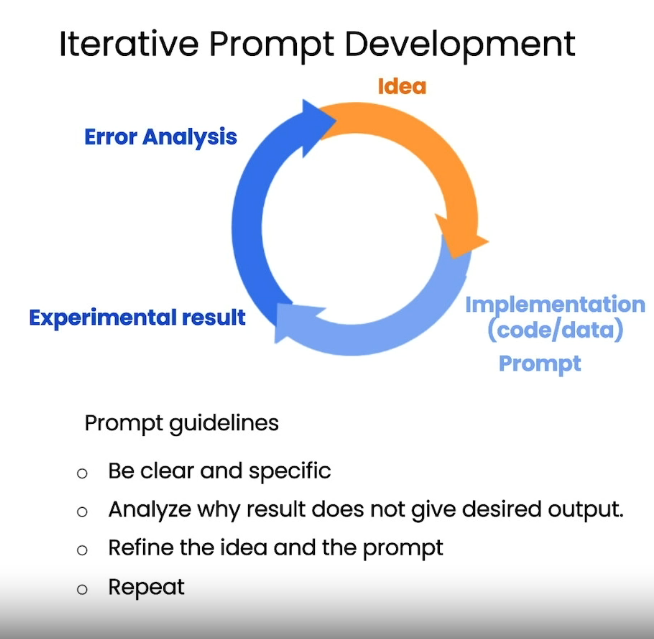 Iterative Prompt Development
Idea
Error Analysis
Experimental result
Implementation
(code/data)
Prompt
Prompt guidelines
o Be clear and specific
o Analyze why result does not give desired output.
o Refine the idea and the prompt
o Repeat